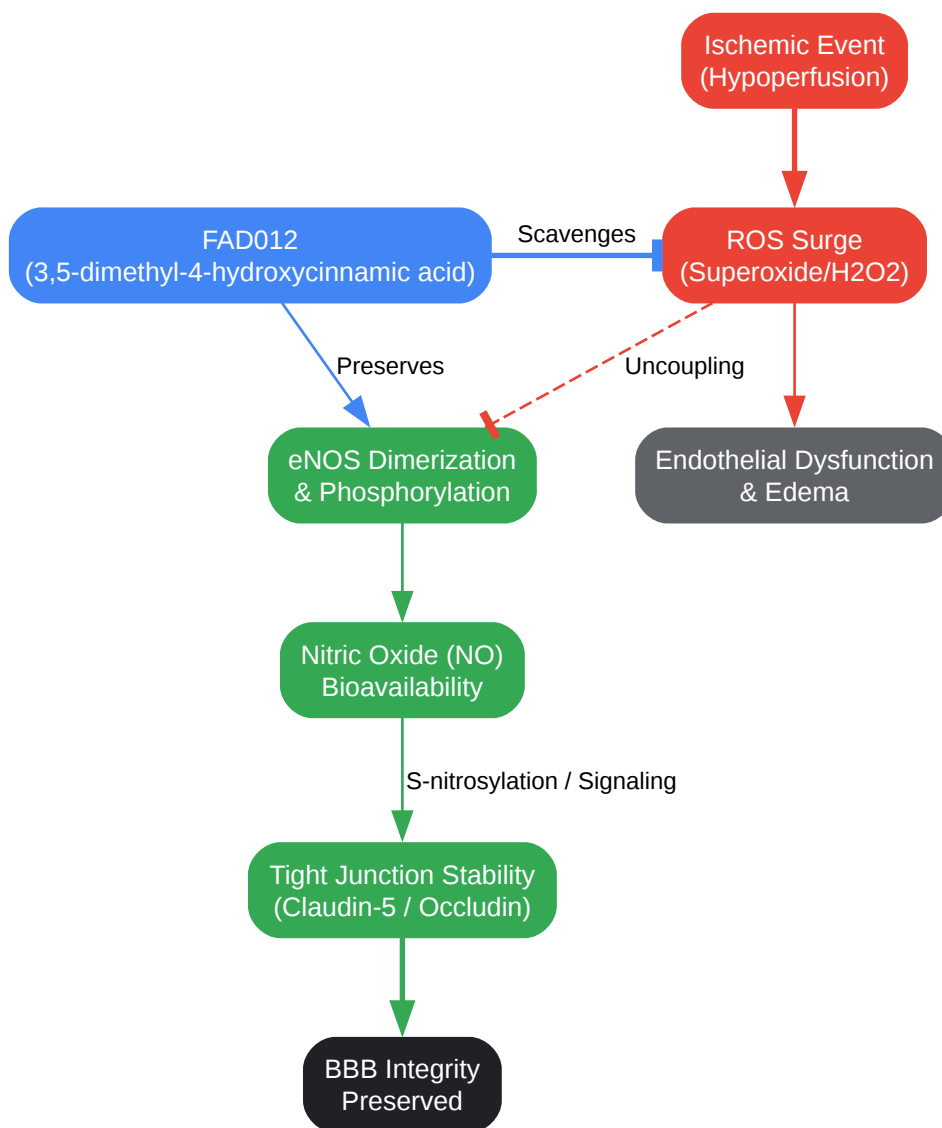 Ischemic Event
(Hypoperfusion)
FAD012
(3,5-dimethyl-4-hydroxycinnamic acid)
Scavenges
ROS Surge
(Superoxide/H2O2)
Preserves
Uncoupling
eNOS Dimerization
& Phosphorylation
Endothelial Dysfunction
& Edema
Nitric Oxide (NO)
Bioavailability
S-nitrosylation / Signaling
Tight Junction Stability
(Claudin-5 / Occludin)
BBB Integrity
Preserved